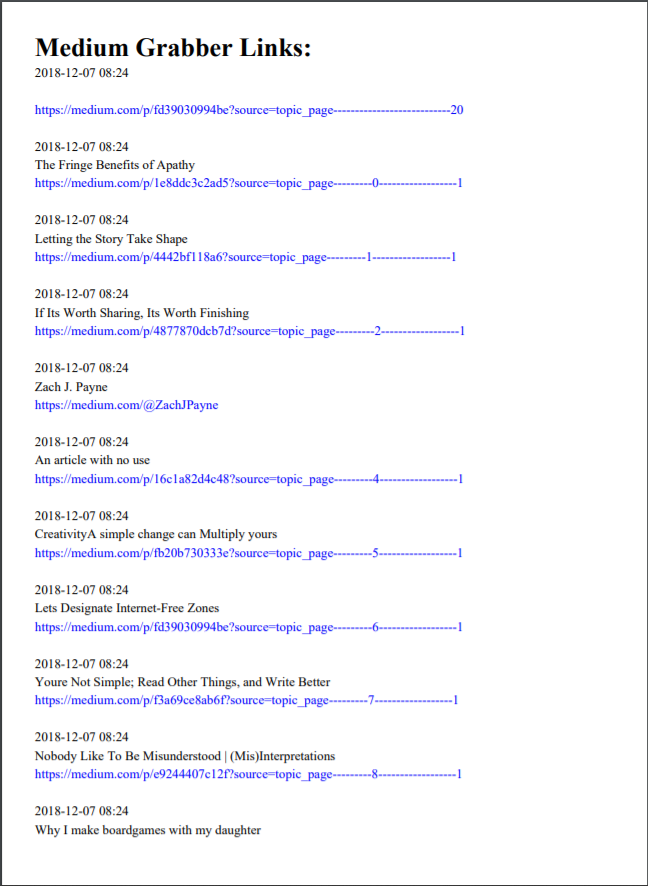 Medium Grabber Links:
2018-12-07 08:24
https://medium.com/p/fd39030994be?source=topic_page---------------------------20
2018-12-07 08:24
The Fringe Benefits of Apathy
https://medium.com/p/1e8ddc3c2ad5?source=topic_page---------0------------------1
2018-12-07 08:24
Letting the Story Take Shape
https://medium.com/p/4442bf118a6?source=topic_page---------1------------------1
2018-12-07 08:24
If Its Worth Sharing, Its Worth Finishing
https://medium.com/p/4877870dcb7d?source=topic_page---------2------------------1
2018-12-07 08:24
Zach J. Payne
https://medium.com/@ZachJPayne
2018-12-07 08:24
An article with no use
https://medium.com/p/16c1a82d4c48?source=topic_page---------4------------------1
2018-12-07 08:24
CreativityA simple change can Multiply yours
https://medium.com/p/fb20b730333e?source=topic_page---------5------------------1
2018-12-07 08:24
Lets Designate Internet-Free Zones
https://medium.com/p/fd39030994be?source=topic_page---------6------------------1
2018-12-07 08:24
Youre Not Simple; Read Other Things, and Write Better
https://medium.com/p/f3a69ce8ab6f?source=topic_page---------7------------------1
2018-12-07 08:24
Nobody Like To Be Misunderstood | (Mis)Interpretations
https://medium.com/p/e9244407c12f?source=topic_page---------8------------------1
2018-12-07 08:24
Why I make boardgames with my daughter